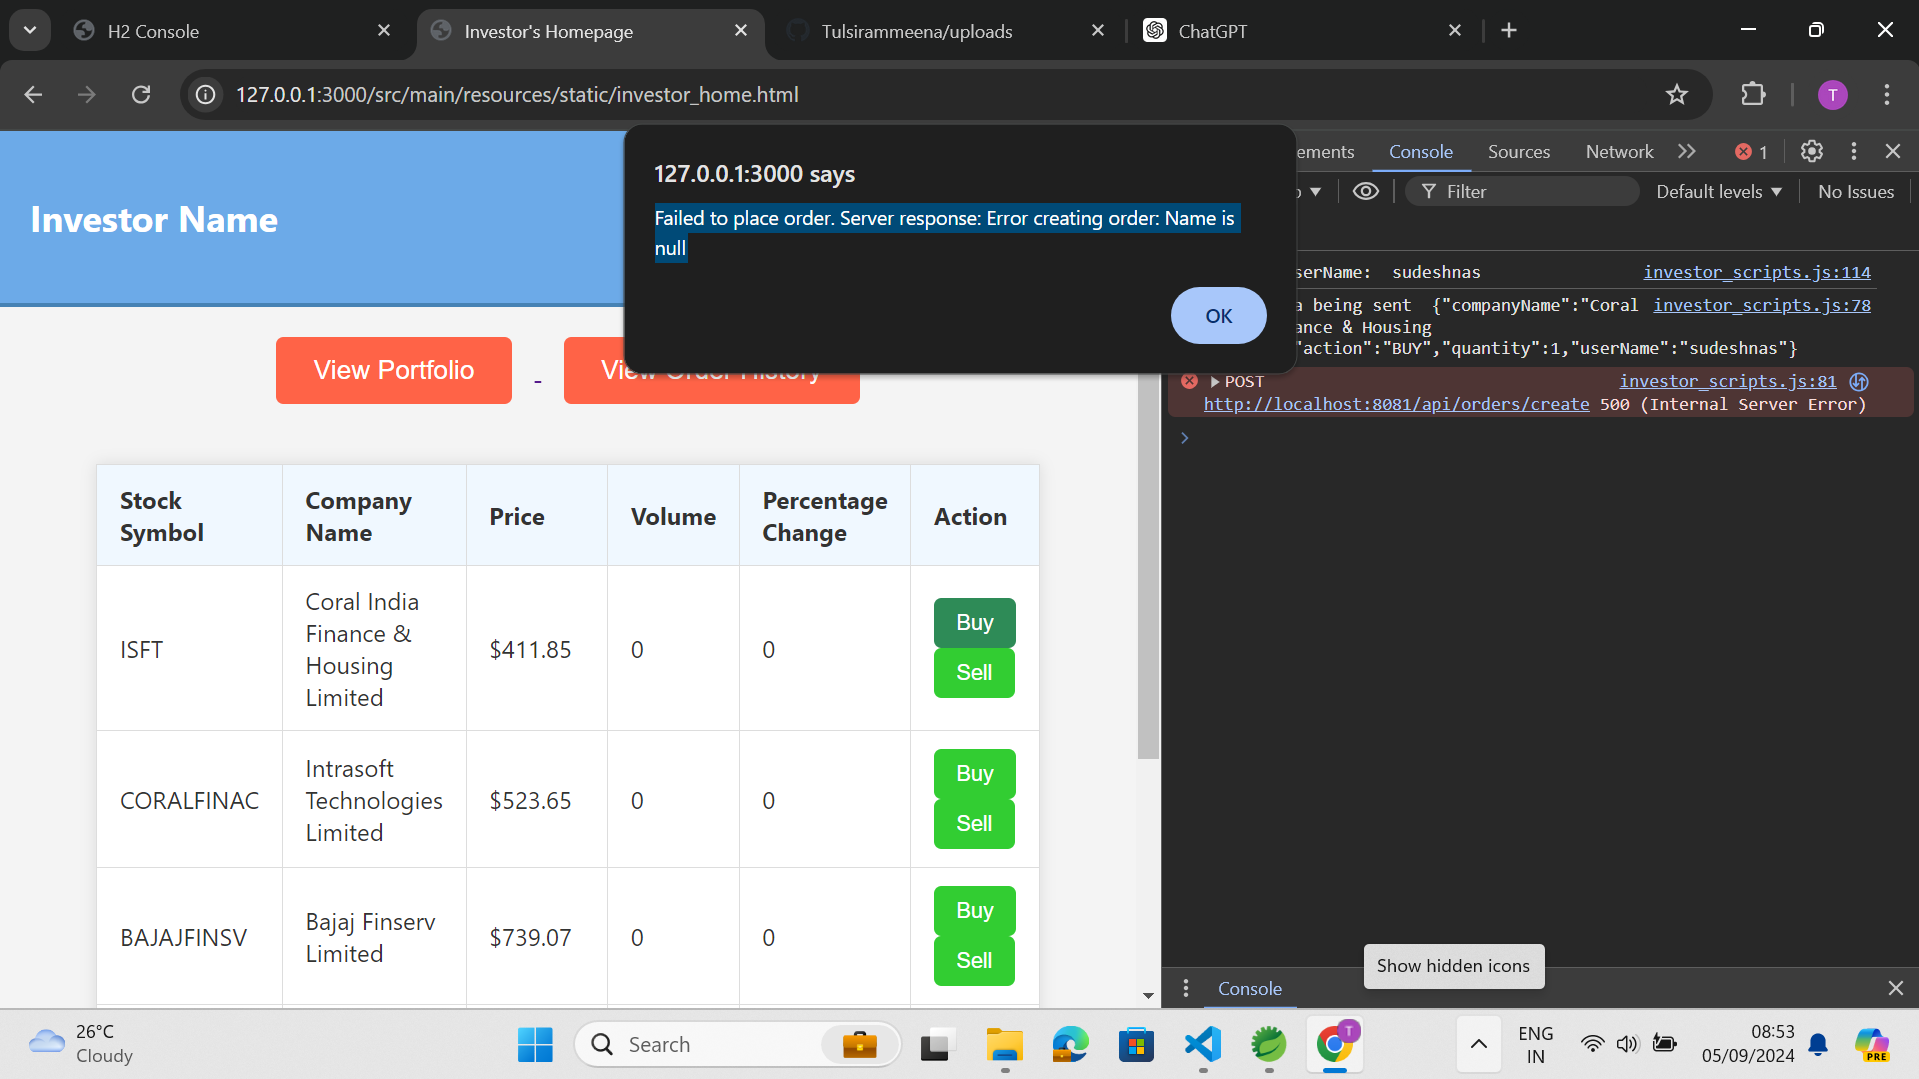 H2 Console
Investor's Homepage
Tulsirammeena/uploads
ChatGPT
127.0.0.1:3000/src/main/resources/static/investor_home.html
T
127.0.0.1:3000 says
Failed to place order. Server response: Error creating order: Name is
null
OK
Investor Name
View Portfolio
-
View Order History
Stock
Symbol
Company
Name
Price
Volume
Percentage
Change
Action
ISFT
Coral India
Finance &
Housing
Limited
$411.85
0
0
Buy
Sell
CORALFINAC
Intrasoft
Technologies
Limited
$523.65
0
0
Buy
Sell
BAJAJFINSV
Bajaj Finserv
Limited
$739.07
0
0
Buy
Sell
ements
Console
Sources
Network
1
Filter
Default levels
No Issues
serName: sudeshnas
investor_scripts.js:114
a being sent {"companyName":"Coral
investor_scripts.js:78
ance & Housing
"action":"BUY","quantity":1,"userName":"sudeshnas"}
POST
investor_scripts.js:81
http://localhost:8081/api/orders/create 500 (Internal Server Error)
Show hidden icons
Console
26°C
Cloudy
Search
T
ENG
IN
08:53
05/09/2024
PRE